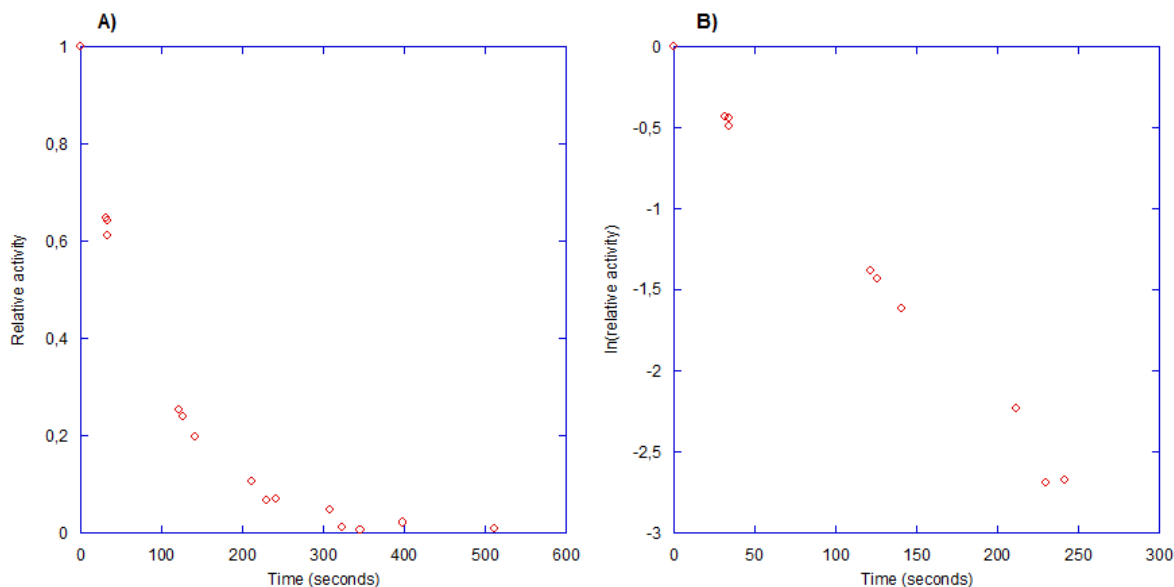 A)
1
0,8
0,6
0,4
0,2
0
Relative activity
0 100 200 300 400 500 600
Time (seconds)
B)
0
-0,5
-1
-1,5
-2
-2,5
-3
ln(relative activity)
0 50 100 150 200 250 300
Time (seconds)